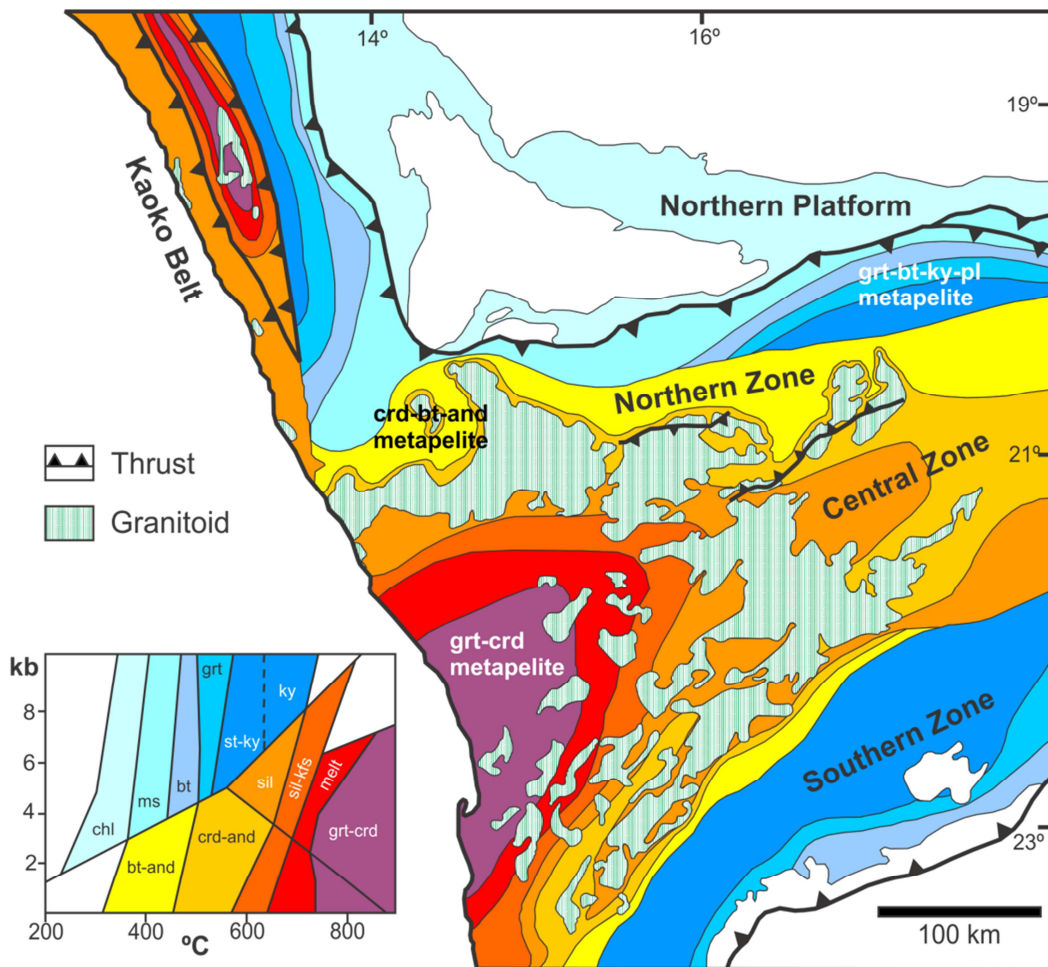 14º
16º
19º
Kaoko Belt
Northern Platform
grt-bt-ky-pl
metapelite
Northern Zone
crd-bt-and
metapelite
Thrust
21º
Central Zone
Granitoid
grt-crd
metapelite
Southern Zone
23º
100 km
kb
8
6
4
2
chl
ms
bt
grt
st-ky
ky
sil
sil-kfs
melt
grt-crd
crd-and
bt-and
200
400
600
800
ºC